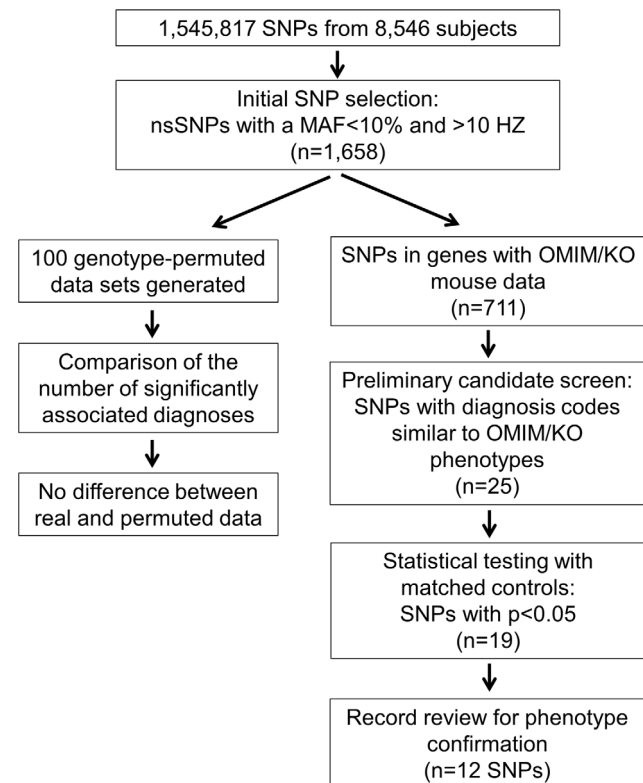 1,545,817 SNPs from 8,546 subjects
Initial SNP selection:
nsSNPs with a MAF<10% and >10 HZ
(n=1,658)
100 genotype-permuted
data sets generated
Comparison of the
number of significantly
associated diagnoses
No difference between
real and permuted data
SNPs in genes with OMIM/KO
mouse data
(n=711)
Preliminary candidate screen:
SNPs with diagnosis codes
similar to OMIM/KO
phenotypes
(n=25)
Statistical testing with
matched controls:
SNPs with p<0.05
(n=19)
Record review for phenotype
confirmation
(n=12 SNPs)